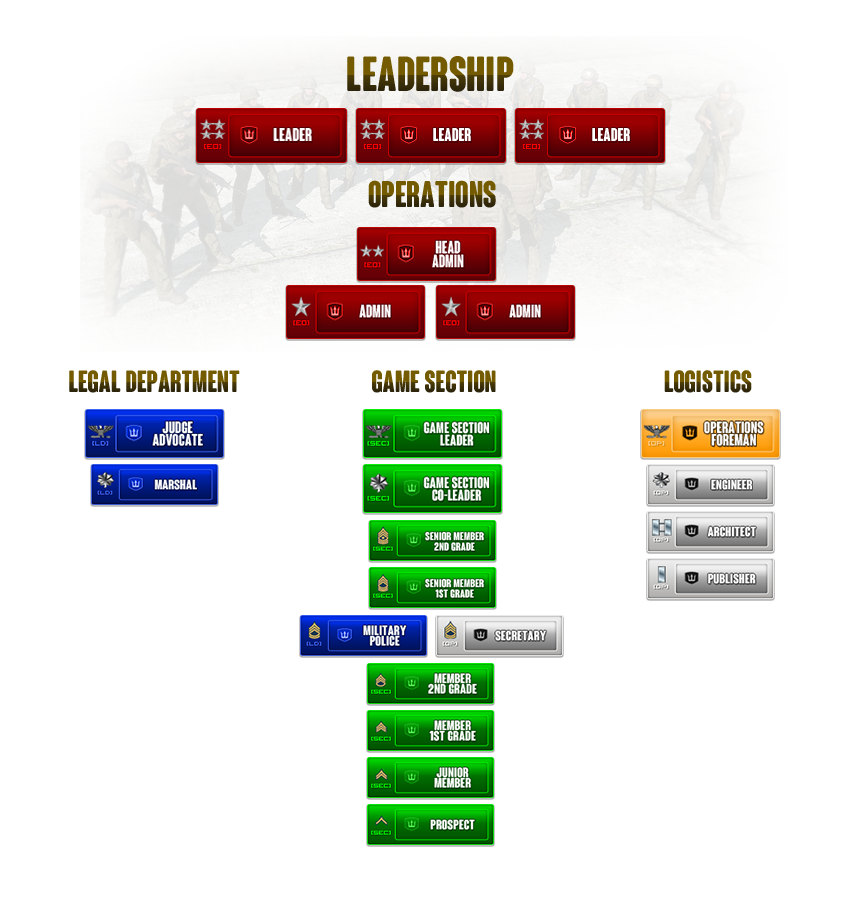 LEADERSHIP
(ED) LEADER
(ED) LEADER
(ED) LEADER
OPERATIONS
(ED) HEAD
ADMIN
(ED) ADMIN
(ED) ADMIN
LEGAL DEPARTMENT
(LD) JUDGE
ADVOCATE
(LD) MARSHAL
GAME SECTION
(SEC) GAME SECTION
LEADER
(SEC) GAME SECTION
CO-LEADER
(SEC) SENIOR MEMBER
2ND GRADE
(SEC) SENIOR MEMBER
1ST GRADE
(LD) MILITARY
POLICE
(OP) SECRETARY
(SEC) MEMBER
2ND GRADE
(SEC) MEMBER
1ST GRADE
(SEC) JUNIOR
MEMBER
(SEC) PROSPECT
LOGISTICS
(OP) OPERATIONS
FOREMAN
(OP) ENGINEER
(OP) ARCHITECT
(OP) PUBLISHER